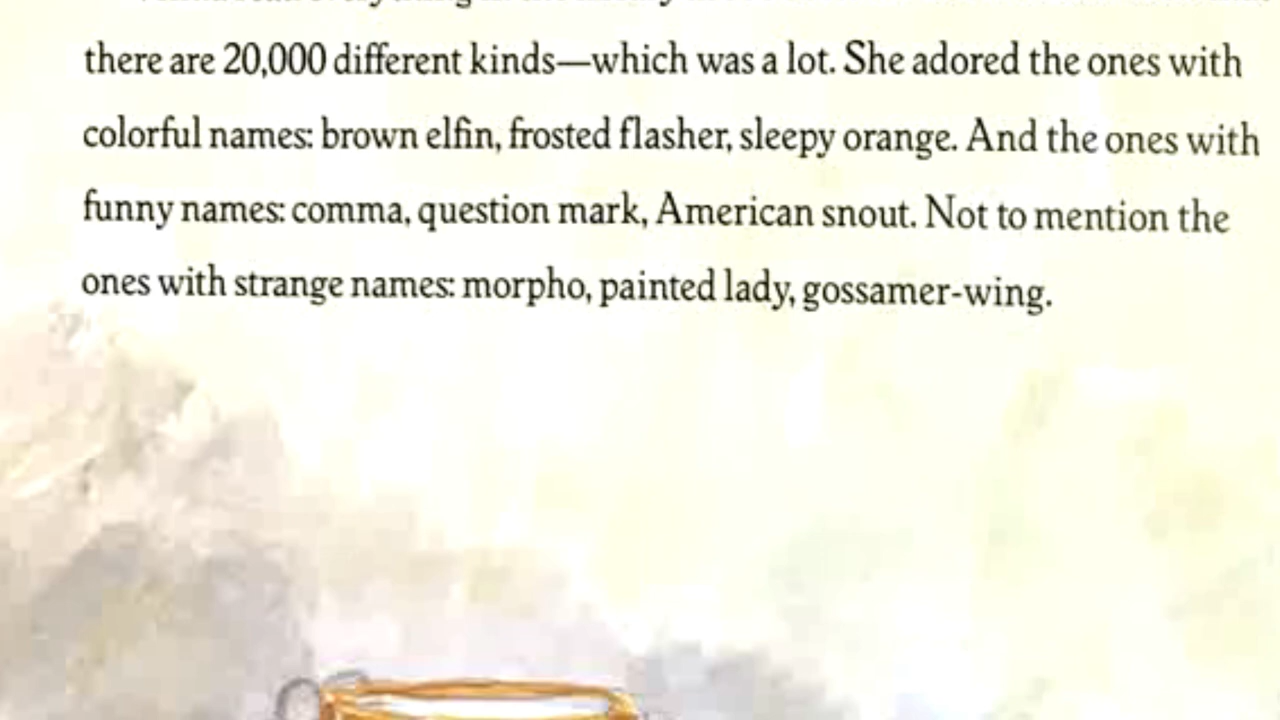 there are 20,000 different kinds—which was a lot. She adored the ones with
colorful names: brown elfin, frosted flasher, sleepy orange. And the ones with
funny names: comma, question mark, American snout. Not to mention the
ones with strange names: morpho, painted lady, gossamer-wing.